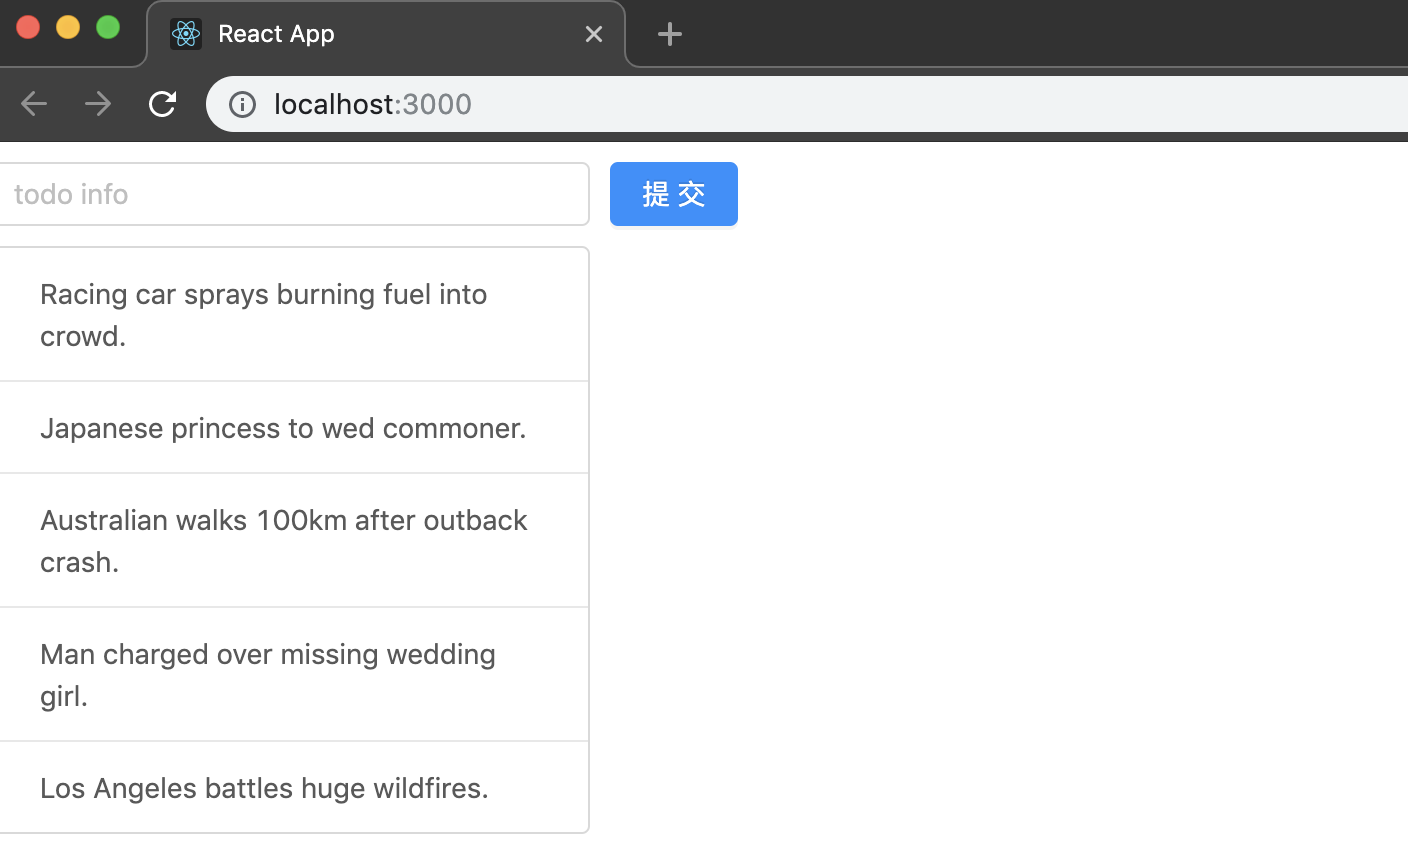 React App
localhost:3000
todo info
提 交
Racing car sprays burning fuel into
crowd.
Japanese princess to wed commoner.
Australian walks 100km after outback
crash.
Man charged over missing wedding
girl.
Los Angeles battles huge wildfires.